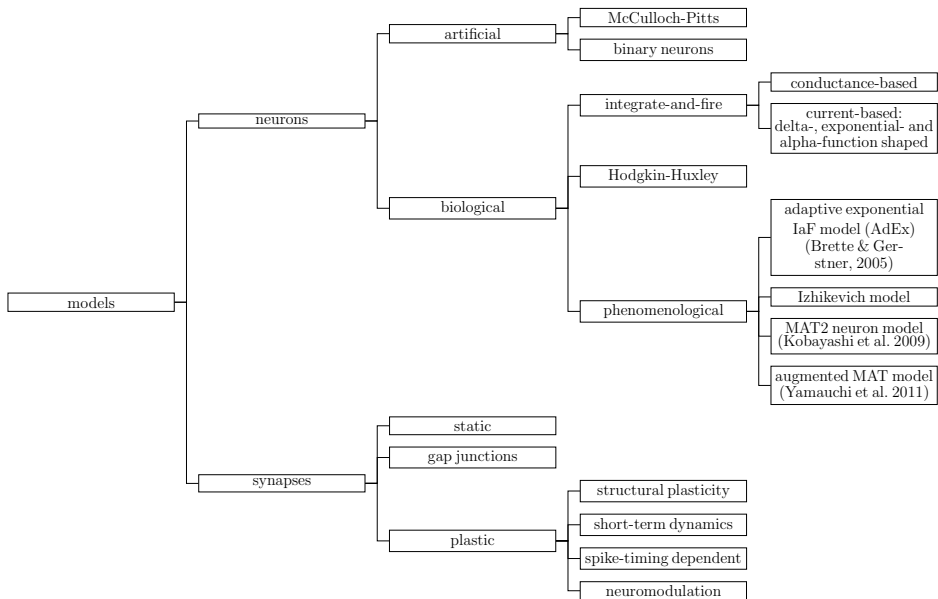 models
neurons
artificial
McCulloch-Pitts
binary neurons
biological
integrate-and-fire
conductance-based
current-based:
delta-, exponential- and
alpha-function shaped
Hodgkin-Huxley
phenomenological
adaptive exponential
IaF model (AdEx)
(Brette & Ger-
stner, 2005)
Izhikevich model
MAT2 neuron model
(Kobayashi et al. 2009)
augmented MAT model
(Yamauchi et al. 2011)
synapses
static
gap junctions
plastic
structural plasticity
short-term dynamics
spike-timing dependent
neuromodulation